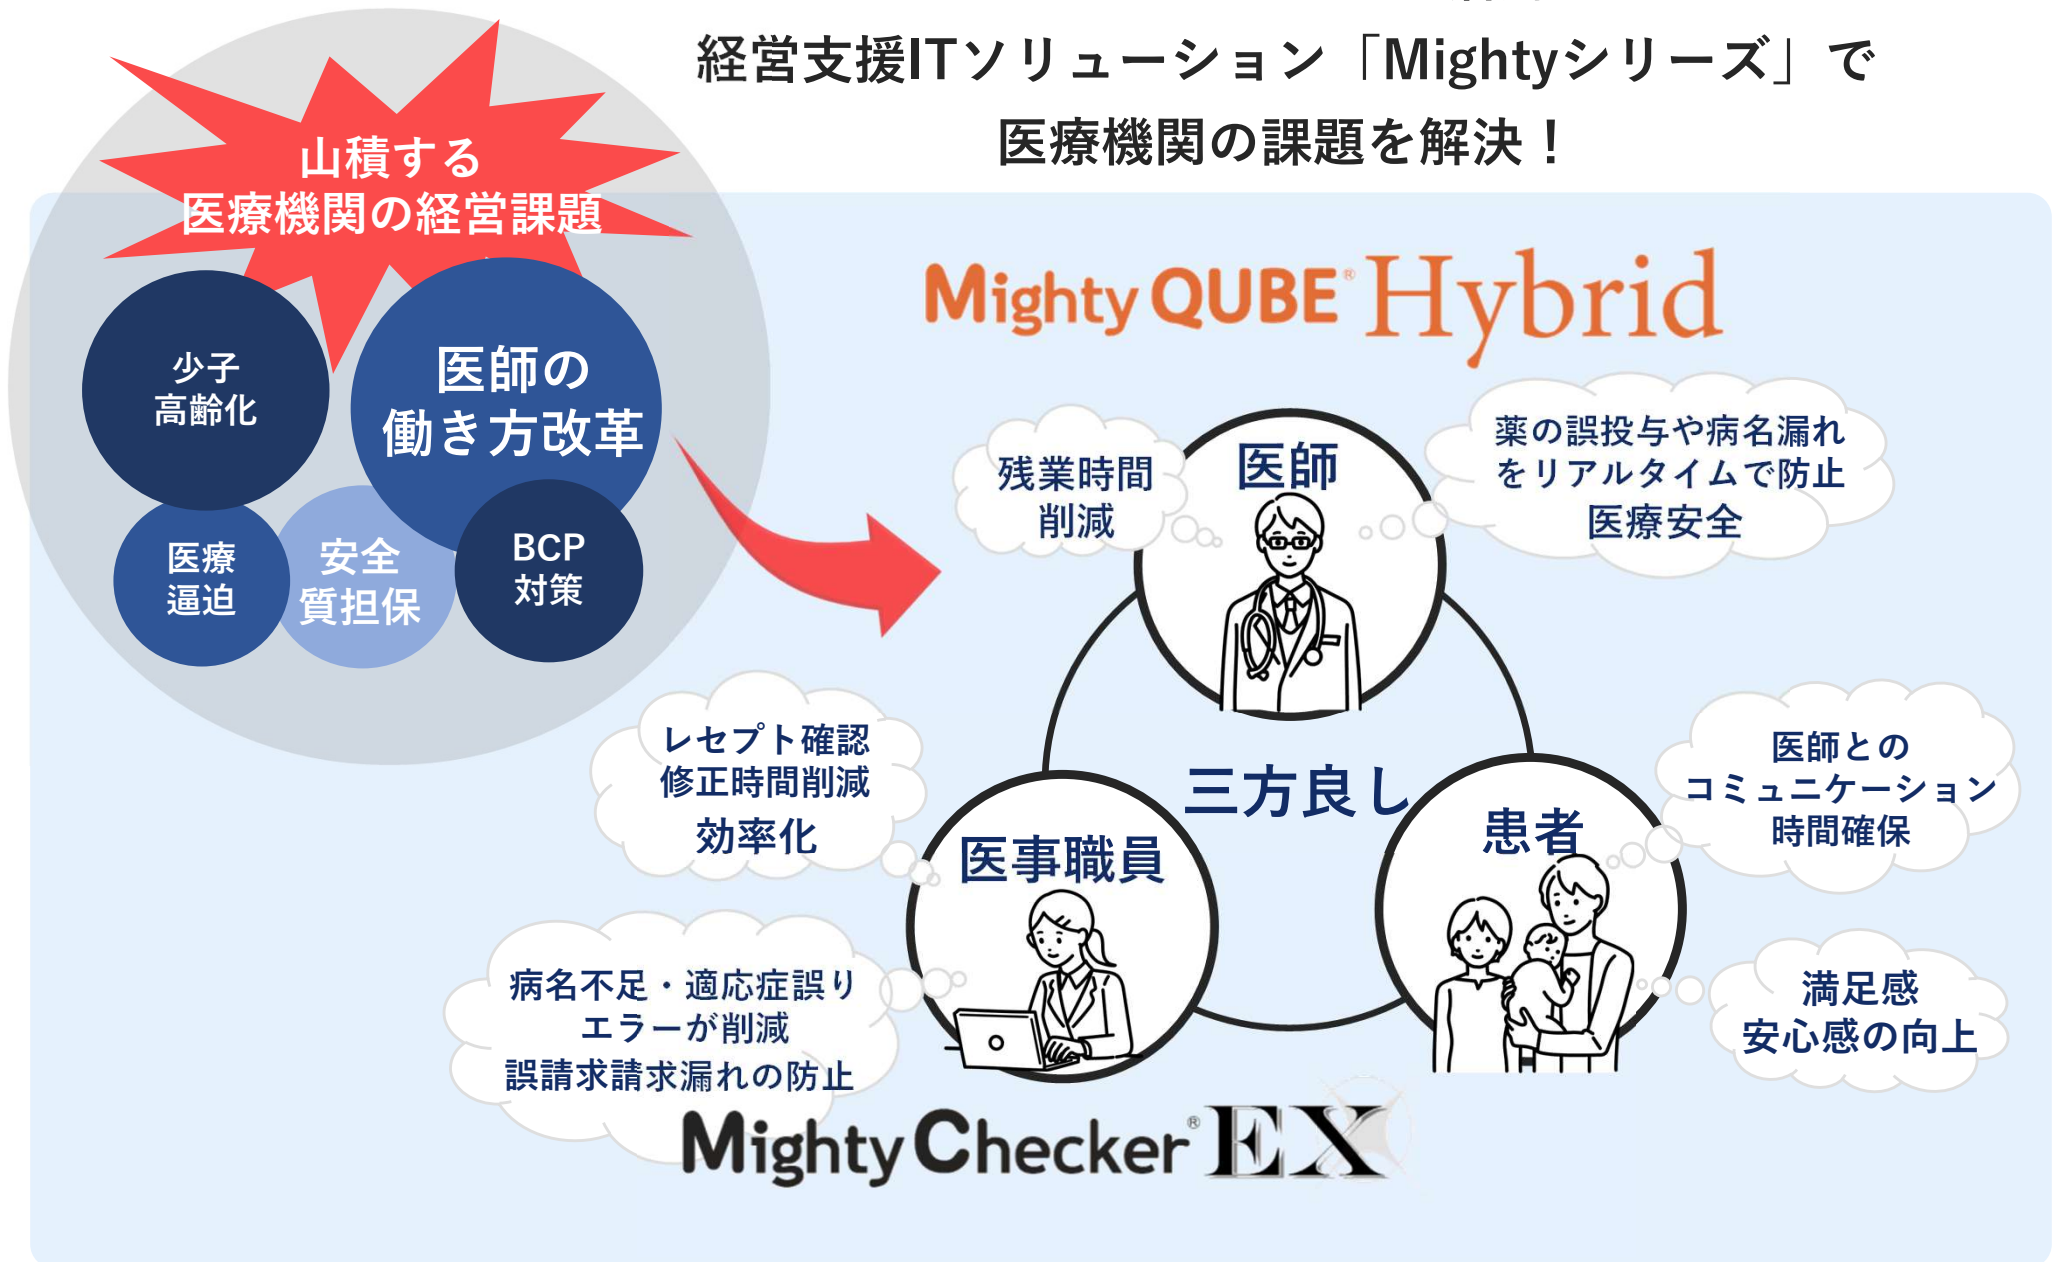 経営支援ITソリューション「Mightyシリーズ」で
医療機関の課題を解決！
山積する
医療機関の経営課題
少子
高齢化
医師の
働き方改革
医療
逼迫
安全
質担保
BCP
対策
MightyQUBE® Hybrid
残業時間
削減
医師
薬の誤投与や病名漏れ
をリアルタイムで防止
医療安全
レセプト確認
修正時間削減
効率化
三方良し
医事職員
患者
医師との
コミュニケーション
時間確保
病名不足・適応症誤り
エラーが削減
誤請求請求漏れの防止
満足感
安心感の向上
MightyChecker® EX